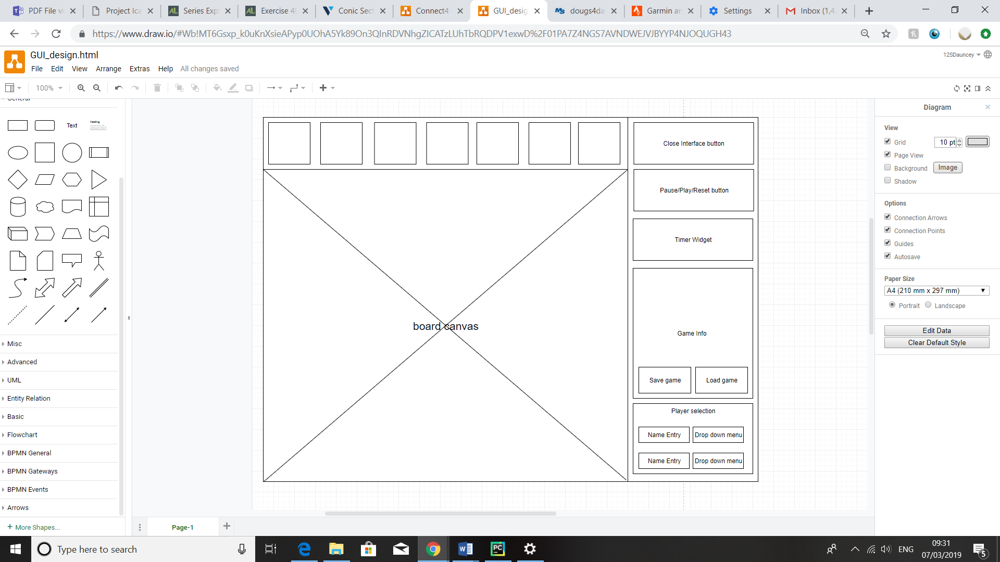 PDF File vi
Project Ica
Series Expl
Exercise 4F
Conic Sect
Connect4
GUI_desig
dougs4da
Garmin an
Settings
Inbox (1,4
https://www.draw.io/#Wb!MT6Gsxp_k0uKnXsieAPyp0UOhA5Yk89On3QInRDVNhgZICATzLUhTbRQDPV1exwD%2F01PA7Z4NGS7AVNDWEJVJBYYP4NJOQUGH43
GUI_design.html
12SDauncey
File Edit View Arrange Extras Help All changes saved
100%
General
Text
Heading
Misc
Advanced
UML
Entity Relation
Basic
Flowchart
BPMN General
BPMN Gateways
BPMN Events
Arrows
+ More Shapes...
Close Interface button
Pause/Play/Reset button
Timer Widget
board canvas
Game Info
Save game Load game
Player selection
Name Entry Drop down menu
Name Entry Drop down menu
Diagram
View
Grid 10 pt
Page View
Background Image
Shadow
Options
Connection Arrows
Connection Points
Guides
Autosave
Paper Size
A4 (210 mm x 297 mm)
Portrait Landscape
Edit Data
Clear Default Style
Page-1
Type here to search
ENG
09:31
07/03/2019
5